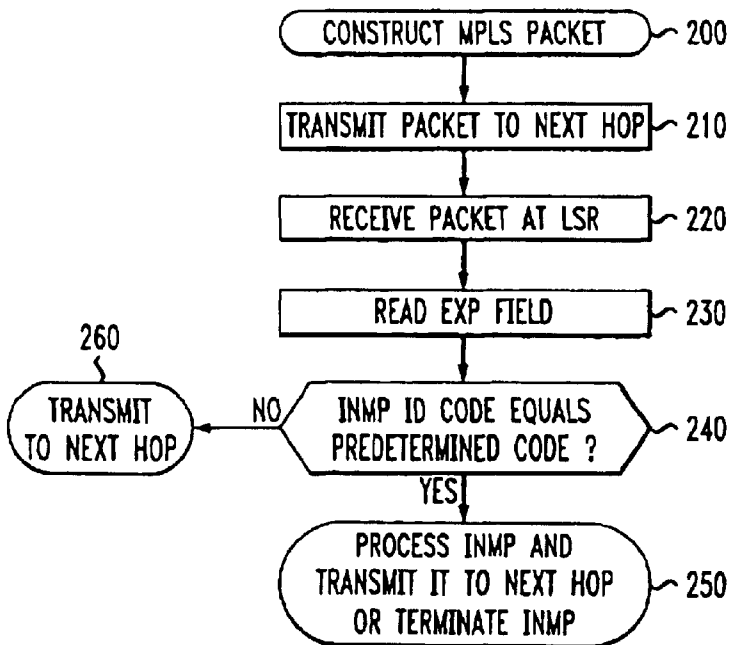 CONSTRUCT MPLS PACKET
200
TRANSMIT PACKET TO NEXT HOP
210
RECEIVE PACKET AT LSR
220
READ EXP FIELD
230
260
TRANSMIT
TO NEXT HOP
NO
INMP ID CODE EQUALS
PREDETERMINED CODE ?
240
YES
PROCESS INMP AND
TRANSMIT IT TO NEXT HOP
OR TERMINATE INMP
250